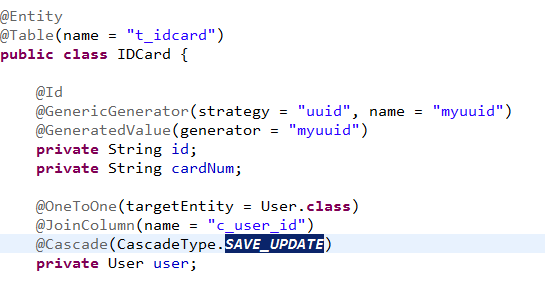 @Entity
@Table(name = "t_idcard")
public class IDCard {
@Id
@GenericGenerator(strategy = "uuid", name = "myuuid")
@GeneratedValue(generator = "myuuid")
private String id;
private String cardNum;
@OneToOne(targetEntity = User.class)
@JoinColumn(name = "c_user_id")
@Cascade(CascadeType.SAVE_UPDATE)
private User user;